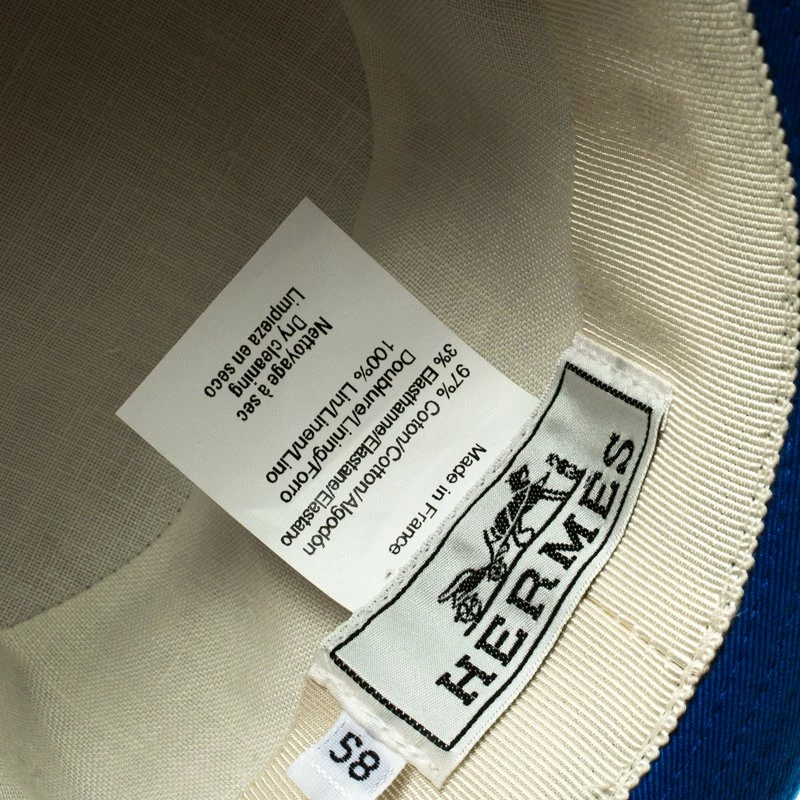 HERMES
58
Made in France
97% Coton/Cotton/Algodón
3% Elasthanne/Elastane/Elastano
Doublure/Lining/Forro
100% Lin/Linen/Lino
Nettoyage à sec
Dry cleaning
Limpieza en seco